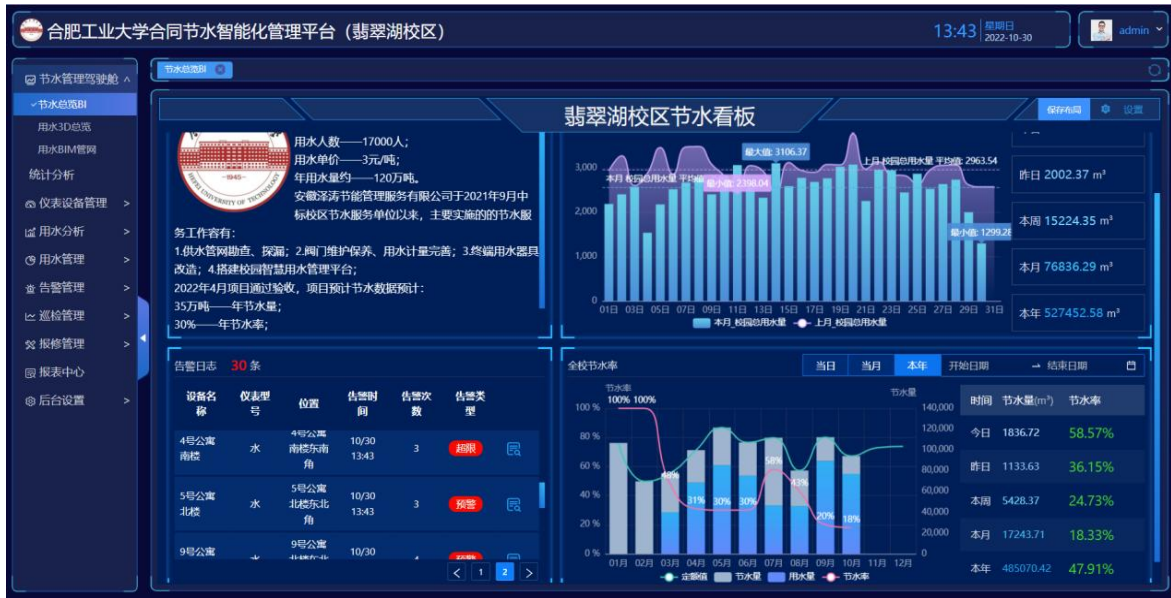 合肥工业大学合同节水智能化管理平台（翡翠湖校区）
13:43
星期日
2022-10-30
admin
节水管理驾驶舱
节水总览BI
用水3D总览
用水BIM管网
统计分析
仪表设备管理
用水分析
用水管理
告警管理
巡检管理
报修管理
报表中心
后台设置
节水总览BI
翡翠湖校区节水看板
保存布局
设置
1945
HEFEI UNIVERSITY OF TECHNOLOGY
用水人数——17000人；
用水单价——3元/吨；
年用水量约——120万吨。
安徽泽涛节能管理服务有限公司于2021年9月中
标校区节水服务单位以来，主要实施的的节水服
务工作容有：
1.供水管网勘查、探漏；2.阀门维护保养、用水计量完善；3.终端用水器具
改造；4.搭建校园智慧用水管理平台；
2022年4月项目通过验收，项目预计节水数据预计：
35万吨——年节水量；
30%——年节水率；
3,000
2,000
1,000
0
最大值: 3106.37
上月 校园总用水量 平均值: 2963.54
本月 校园总用水量 平均值
最小值: 2398.04
最小值: 1299.28
01日 03日 05日 07日 09日 11日 13日 15日 17日 19日 21日 23日 25日 27日 29日 31日
本月_校园总用水量 上月_校园总用水量
昨日 2002.37 m³
本周 15224.35 m³
本月 76836.29 m³
本年 527452.58 m³
告警日志 30 条
设备名称 仪表型号 位置 告警时间 告警次数 告警类型
4号公寓南楼 水 4号公寓南楼东南角 10/30 13:43 3 超限
5号公寓北楼 水 5号公寓北楼东北角 10/30 13:43 3 预警
9号公寓 水 9号公寓 10/30
< 1 2 >
全校节水率
当日 当月 本年 开始日期 → 结束日期
节水率
节水量
100% 100%
100 %
80 %
60 %
40 %
20 %
0 %
140,000
120,000
100,000
80,000
60,000
40,000
20,000
0
48% 31% 30% 30% 58% 43% 20% 18%
01月 02月 03月 04月 05月 06月 07月 08月 09月 10月 11月 12月
定额值 节水量 用水量 节水率
时间 节水量(m³) 节水率
今日 1836.72 58.57%
昨日 1133.63 36.15%
本周 5428.37 24.73%
本月 17243.71 18.33%
本年 485070.42 47.91%